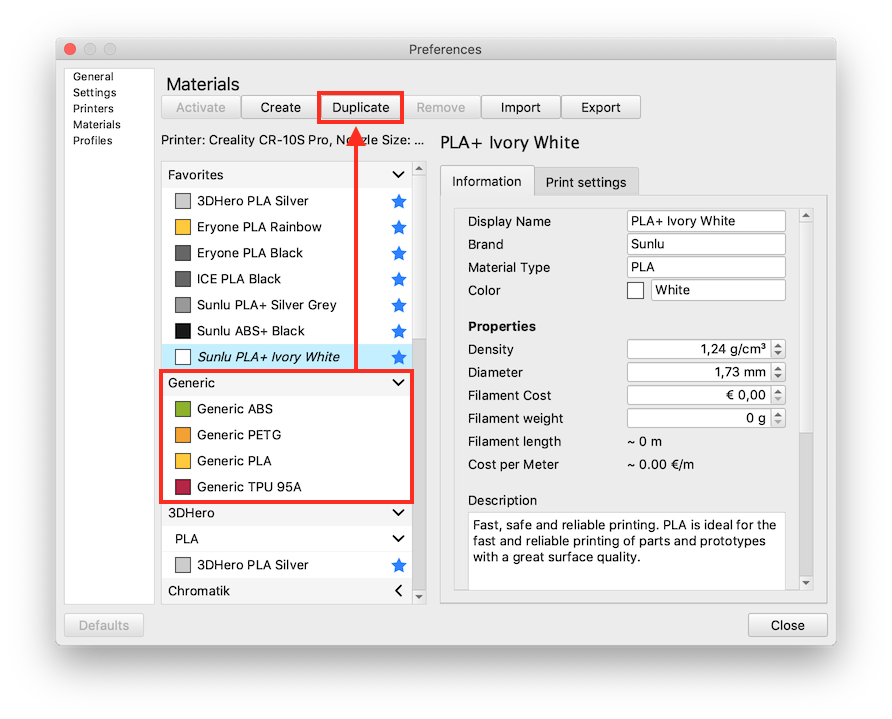 Preferences
General
Settings
Printers
Materials
Profiles
Materials
Activate Create Duplicate Remove Import Export
Printer: Creality CR-10S Pro, Nozzle Size: ...
Favorites
3DHero PLA Silver
Eryone PLA Rainbow
Eryone PLA Black
ICE PLA Black
Sunlu PLA+ Silver Grey
Sunlu ABS+ Black
Sunlu PLA+ Ivory White
Generic
Generic ABS
Generic PETG
Generic PLA
Generic TPU 95A
3DHero
PLA
3DHero PLA Silver
Chromatik
PLA+ Ivory White
Information Print settings
Display Name PLA+ Ivory White
Brand Sunlu
Material Type PLA
Color White
Properties
Density 1,24 g/cm³
Diameter 1,73 mm
Filament Cost € 0,00
Filament weight 0 g
Filament length ~ 0 m
Cost per Meter ~ 0.00 €/m
Description
Fast, safe and reliable printing. PLA is ideal for the
fast and reliable printing of parts and prototypes
with a great surface quality.
Defaults Close